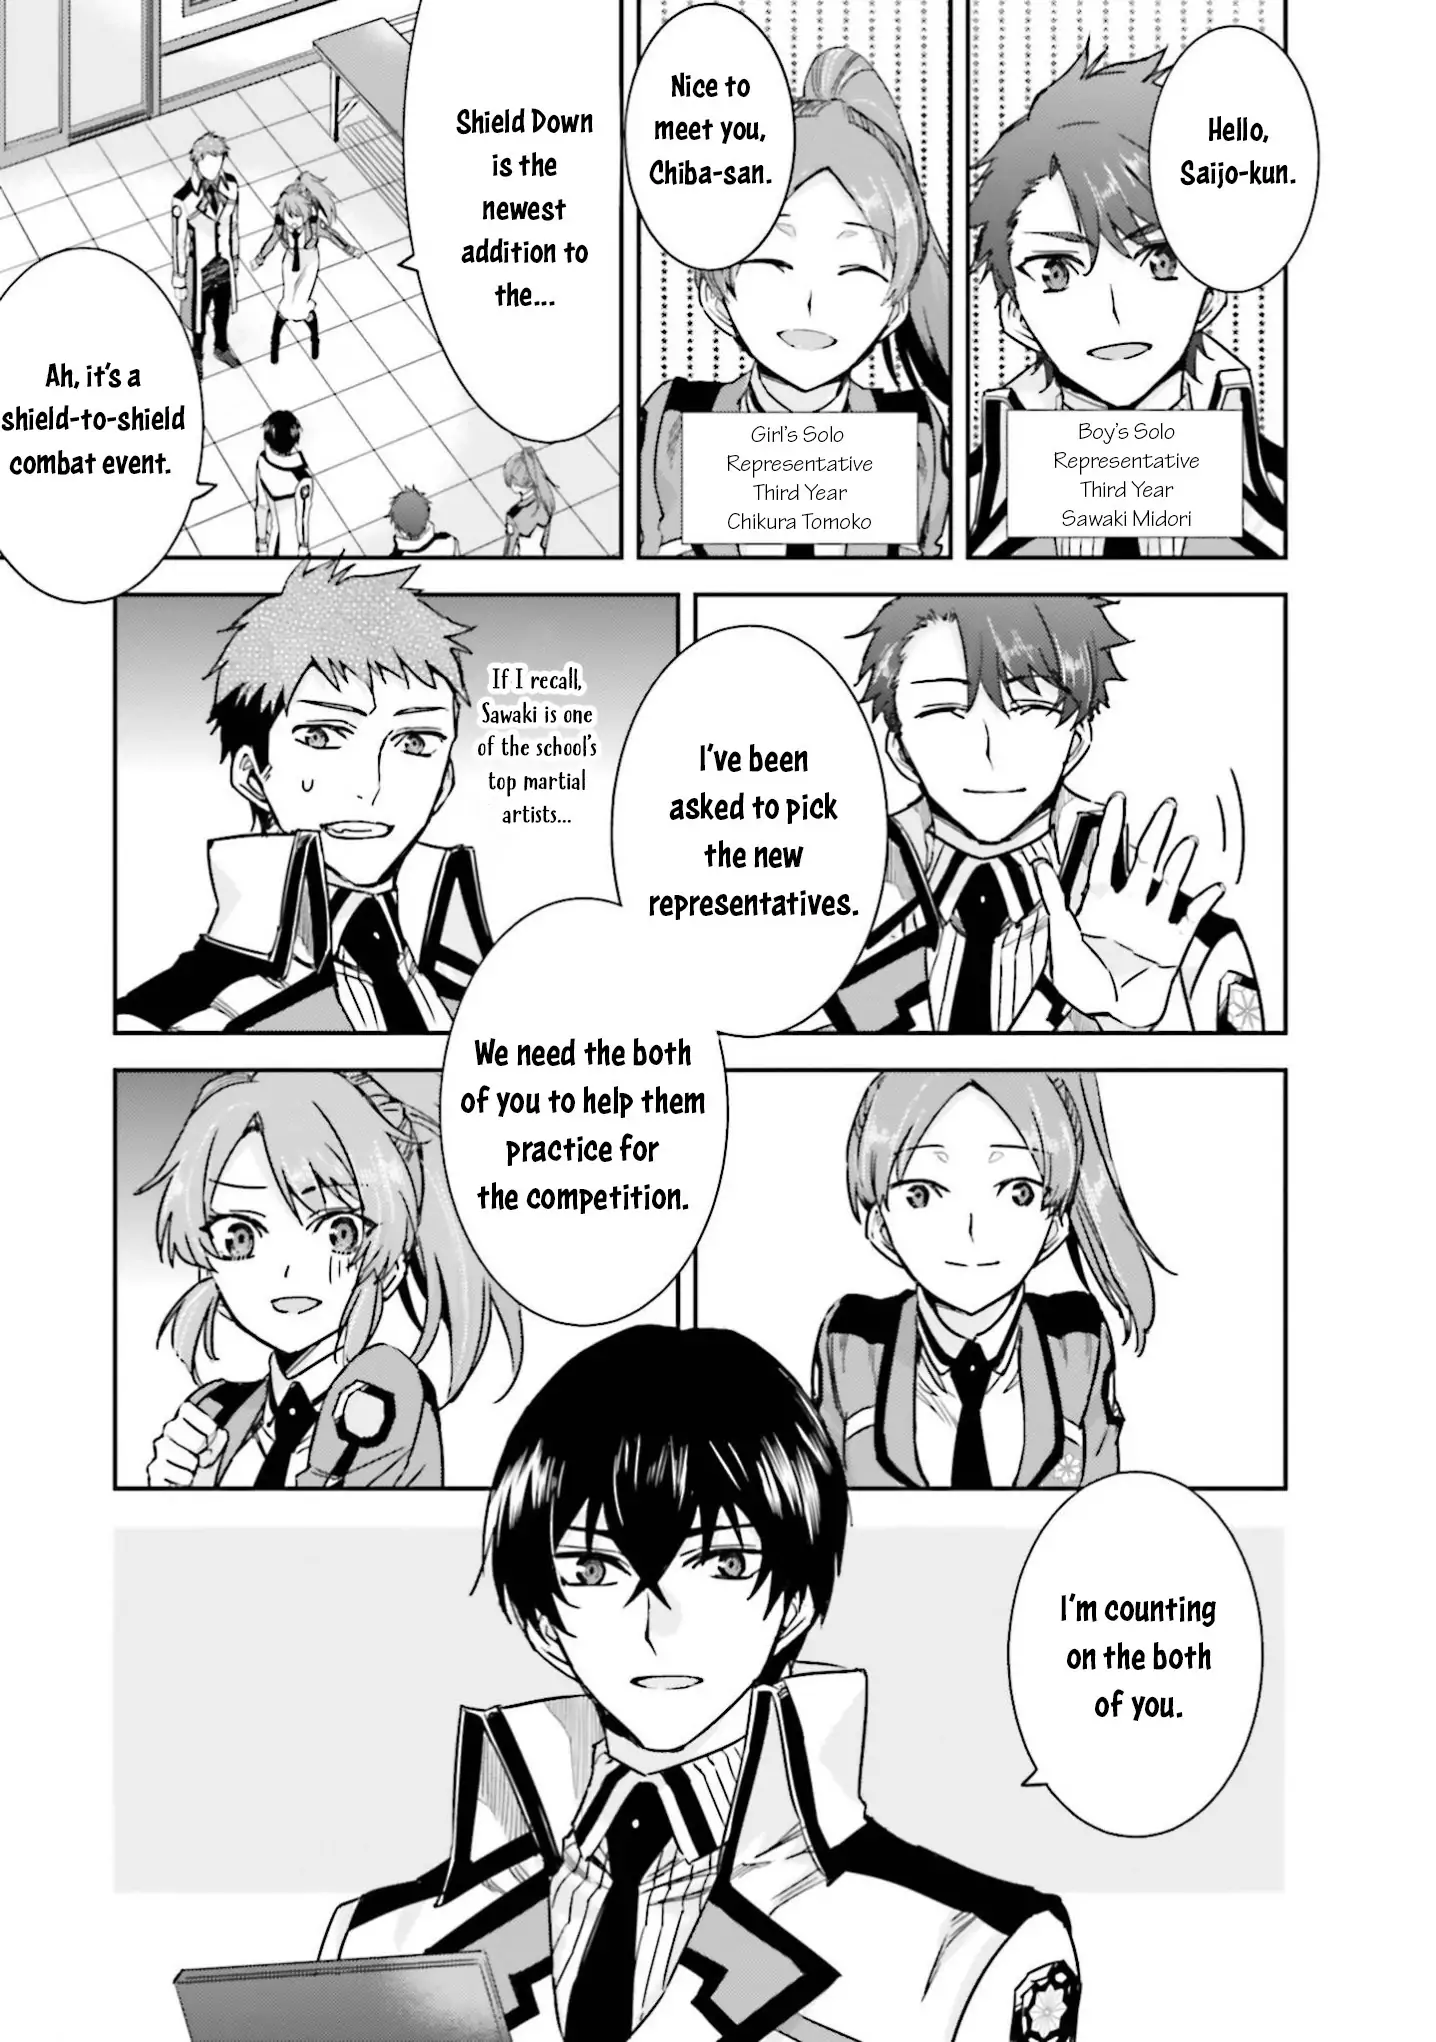 Hello,
Saijo-kun.
Boy's Solo
Representative
Third Year
Sawaki Midori
Nice to
meet you,
Chiba-san.
Girl's Solo
Representative
Third Year
Chikura Tomoko
Shield Down
is the
newest
addition to
the...
Ah, it's a
shield-to-shield
combat event.
I've been
asked to pick
the new
representatives.
If I recall,
Sawaki is one
of the school's
top martial
artists...
We need the both
of you to help them
practice for
the competition.
I'm counting
on the both
of you.